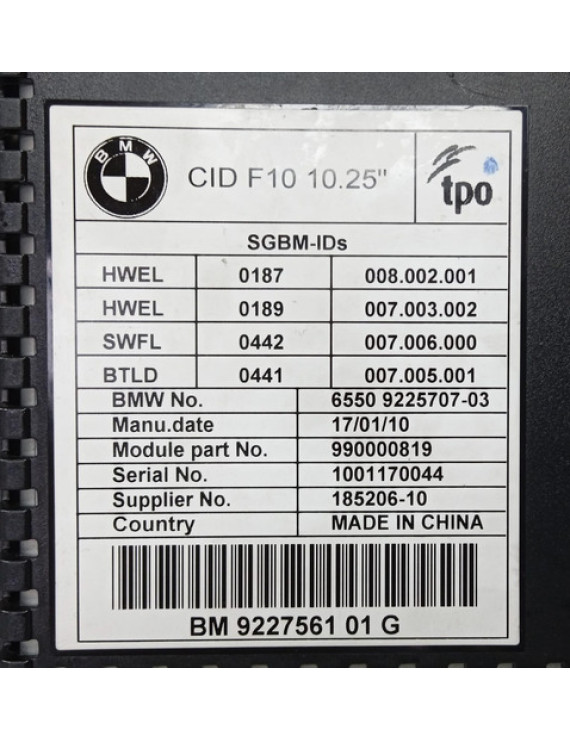 BMW CID F10 10.25" tpo
SGBM-IDs
HWEL 0187 008.002.001
HWEL 0189 007.003.002
SWFL 0442 007.006.000
BTLD 0441 007.005.001
BMW No. 6550 9225707-03
Manu.date 17/01/10
Module part No. 990000819
Serial No. 1001170044
Supplier No. 185206-10
Country MADE IN CHINA
BM 9227561 01 G